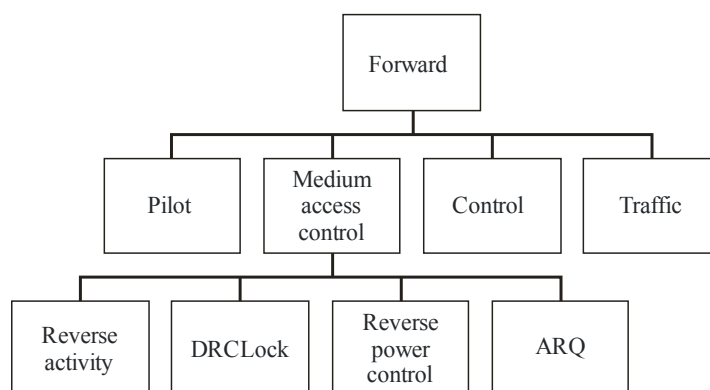 Forward
Pilot
Medium
access
control
Control
Traffic
Reverse
activity
DRCLock
Reverse
power
control
ARQ